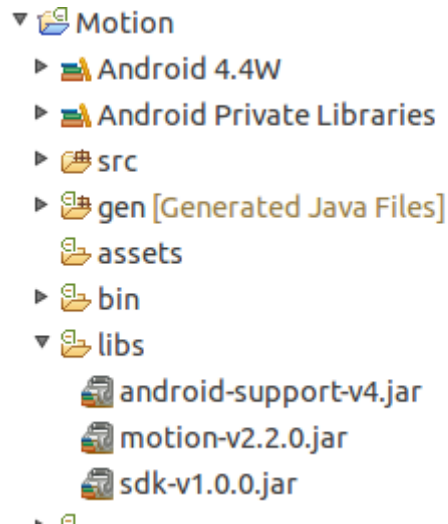 Motion
Android 4.4W
Android Private Libraries
src
gen [Generated Java Files]
assets
bin
libs
android-support-v4.jar
motion-v2.2.0.jar
sdk-v1.0.0.jar